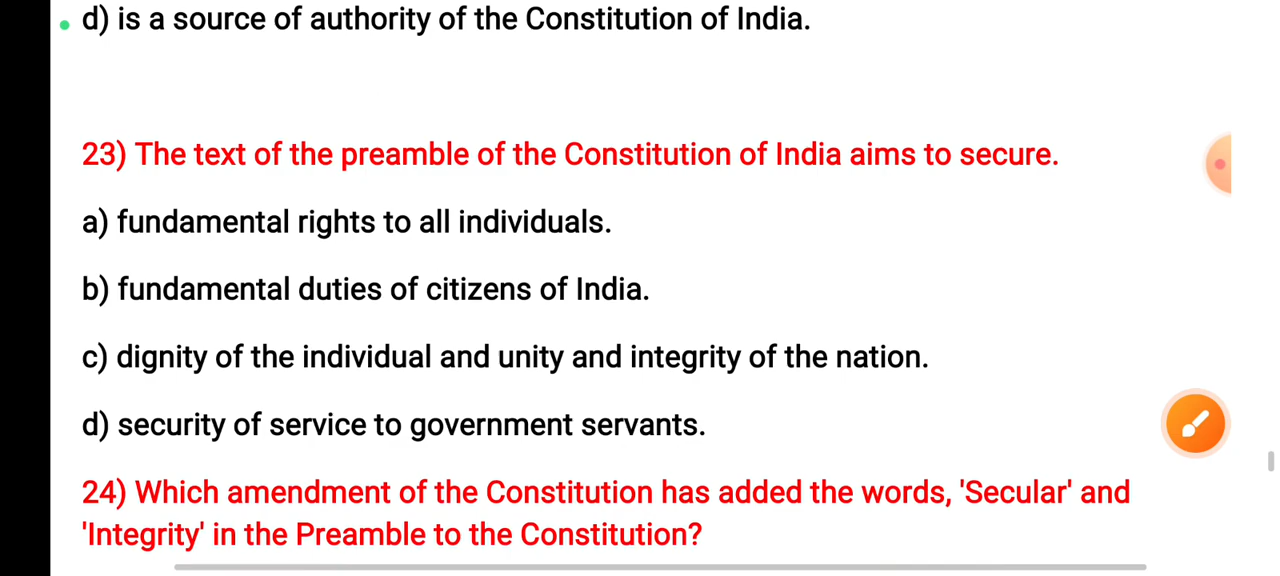 d) is a source of authority of the Constitution of India.
23) The text of the preamble of the Constitution of India aims to secure.
a) fundamental rights to all individuals.
b) fundamental duties of citizens of India.
c) dignity of the individual and unity and integrity of the nation.
d) security of service to government servants.
24) Which amendment of the Constitution has added the words, 'Secular' and
'Integrity' in the Preamble to the Constitution?